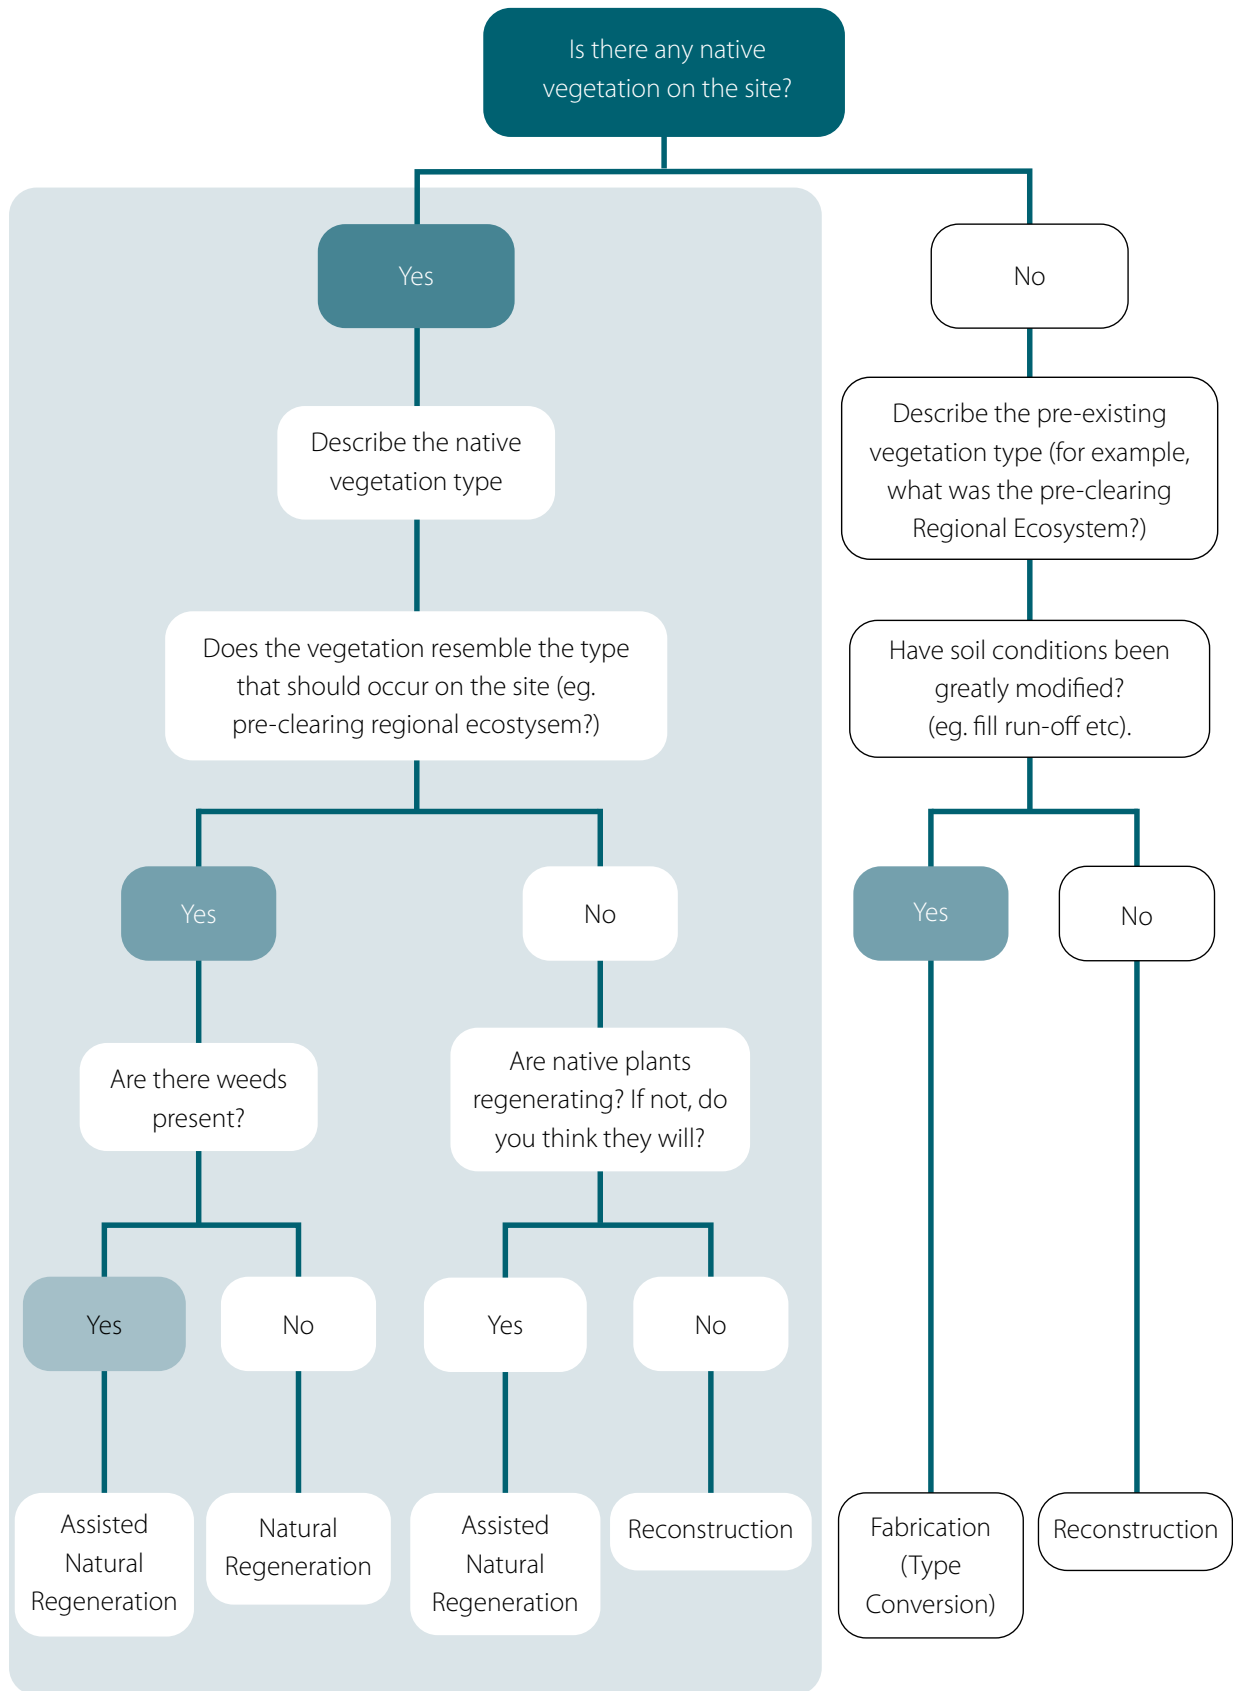 Is there any native
vegetation on the site?
Yes
No
Describe the native
vegetation type
Describe the pre-existing
vegetation type (for example,
what was the pre-clearing
Regional Ecosystem?)
Does the vegetation resemble the type
that should occur on the site (eg.
pre-clearing regional ecostysem?)
Have soil conditions been
greatly modified?
(eg. fill run-off etc).
Yes
No
Yes
No
Are there weeds
present?
Are native plants
regenerating? If not, do
you think they will?
Yes
No
Yes
No
Assisted
Natural
Regeneration
Natural
Regeneration
Assisted
Natural
Regeneration
Reconstruction
Fabrication
(Type
Conversion)
Reconstruction